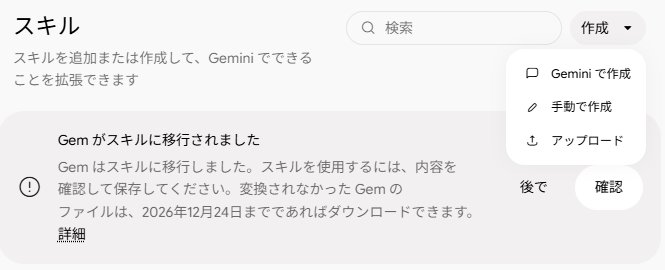 スキル
検索
作成
スキルを追加または作成して、Gemini でできる
ことを拡張できます
Gemini で作成
手動で作成
アップロード
Gem がスキルに移行されました
Gem はスキルに移行しました。スキルを使用するには、内容を
確認して保存してください。変換されなかった Gem の
ファイルは、2026年12月24日までであればダウンロードできます。
詳細
後で
確認